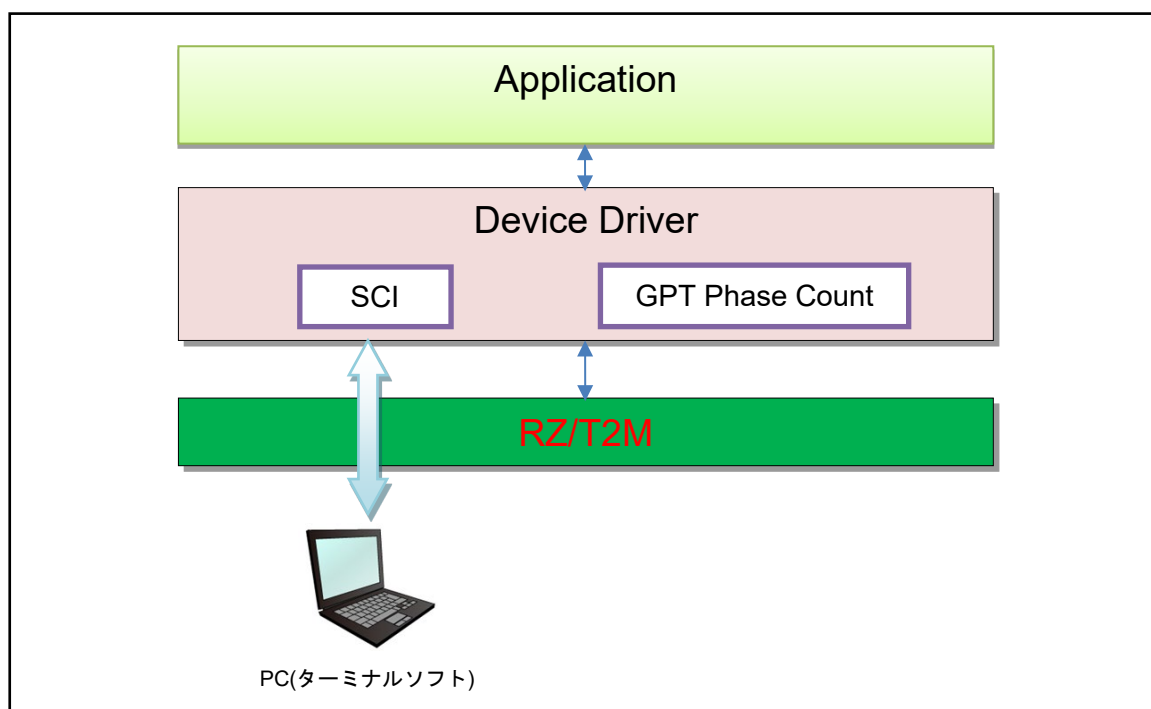 Application
Device Driver
SCI
GPT Phase Count
RZ/T2M
PC(ターミナルソフト)